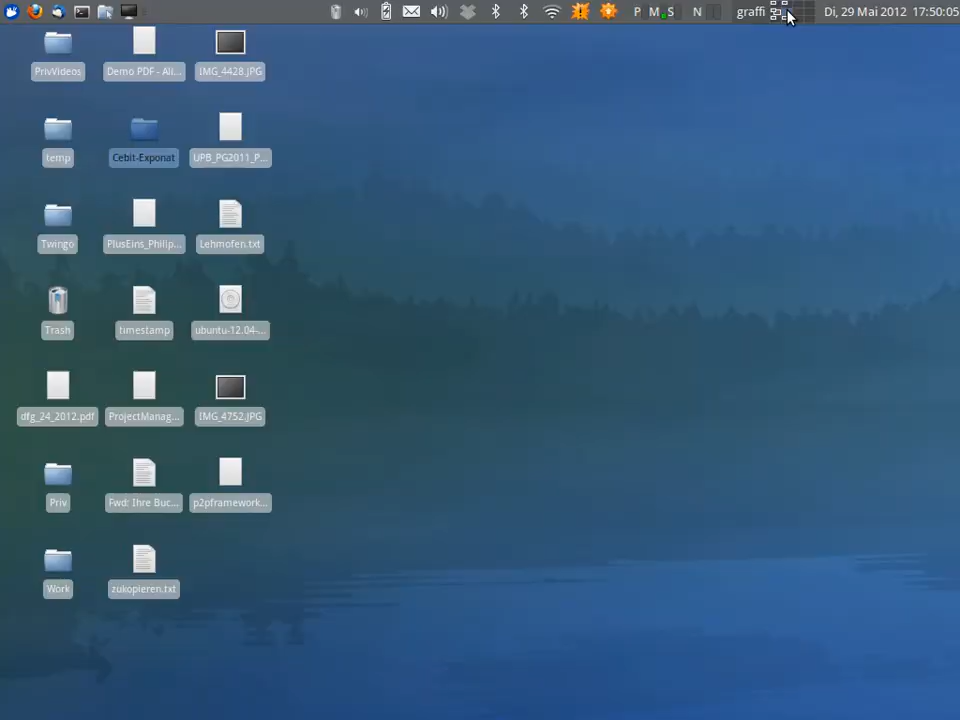 P M S N graffi Di, 29 Mai 2012 17:50:05
PrivVideos Demo PDF - All... IMG_4428.JPG
temp Cebit-Exponat UPB_PG2011_P...
Twingo PlusEins_Philip... Lehmofen.txt
Trash timestamp ubuntu-12.04-...
dfg_24_2012.pdf ProjectManag... IMG_4752.JPG
Priv Fwd: Ihre Buc... p2pframework...
Work zukopieren.txt